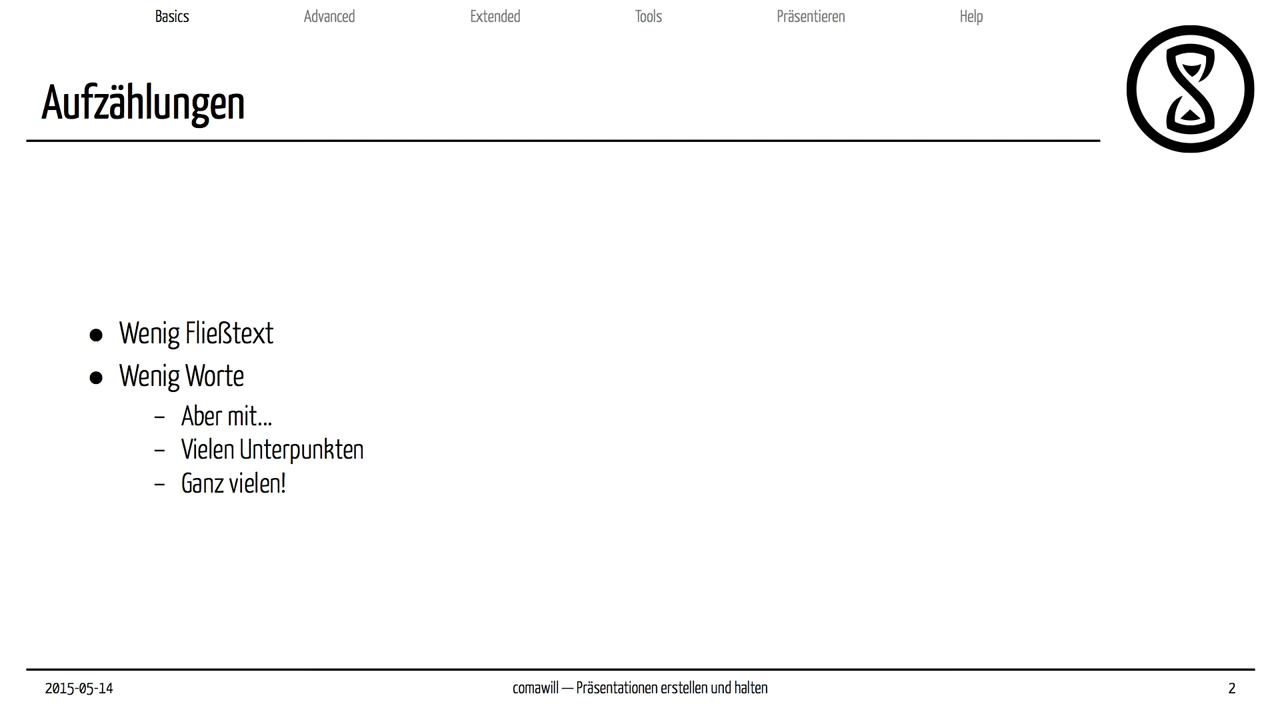 Basics Advanced Extended Tools Präsentieren Help
Aufzählungen
● Wenig Fließtext
● Wenig Worte
– Aber mit...
– Vielen Unterpunkten
– Ganz vielen!
2015-05-14 comawill — Präsentationen erstellen und halten 2